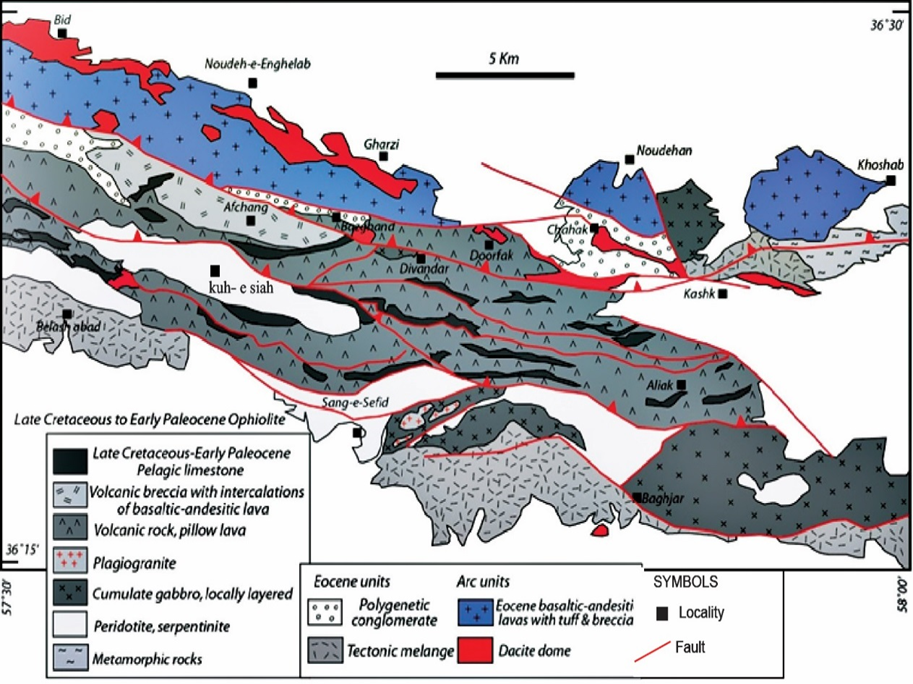 Bid
36°30'
Noudeh-e-Enghelab
5 Km
Gharzi
Noudehan
Khoshab
Afchang
Baeghand
Chahak
Doorfak
Divandar
kuh- e siah
Kashk
Belash abad
Aliak
Sang-e-Sefid
Late Cretaceous to Early Paleocene Ophiolite
Late Cretaceous-Early Paleocene
Pelagic limestone
Volcanic breccia with intercalations
of basaltic-andesitic lava
Volcanic rock, pillow lava
Plagiogranite
Cumulate gabbro, locally layered
Peridotite, serpentinite
Metamorphic rocks
Baghjar
36°15'
57°30'
58°00'
Eocene units
Polygenetic
conglomerate
Tectonic melange
Arc units
Eocene basaltic-andesiti
lavas with tuff & breccia
Dacite dome
SYMBOLS
Locality
Fault